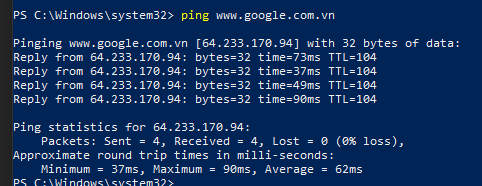 PS C:\Windows\system32> ping www.google.com.vn
Pinging www.google.com.vn [64.233.170.94] with 32 bytes of data:
Reply from 64.233.170.94: bytes=32 time=73ms TTL=104
Reply from 64.233.170.94: bytes=32 time=37ms TTL=104
Reply from 64.233.170.94: bytes=32 time=49ms TTL=104
Reply from 64.233.170.94: bytes=32 time=90ms TTL=104
Ping statistics for 64.233.170.94:
Packets: Sent = 4, Received = 4, Lost = 0 (0% loss),
Approximate round trip times in milli-seconds:
Minimum = 37ms, Maximum = 90ms, Average = 62ms
PS C:\Windows\system32>